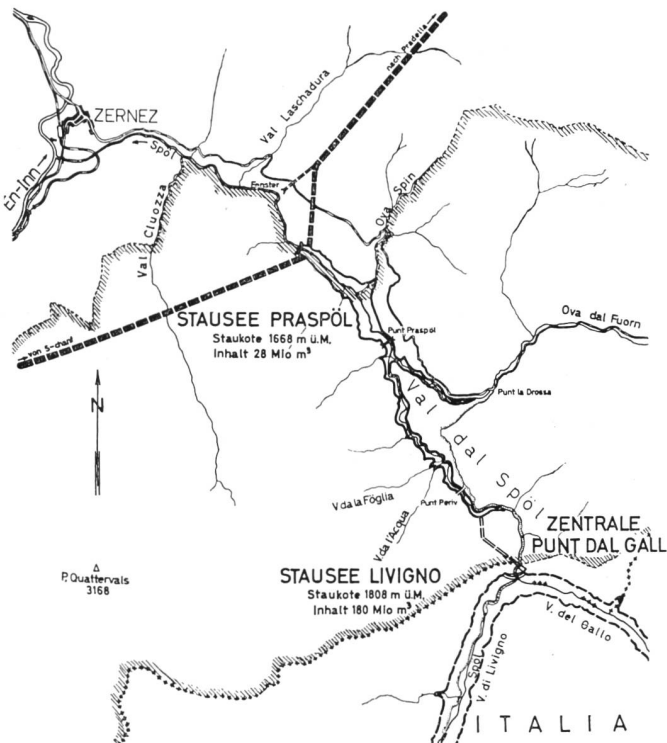 nach Pradella
ZERNEZ
Val Laschadura
Spöl
En-Inn
Fenster
Ova Spin
Val Cluozza
STAUSEE PRASPÖL
Staukote 1668 m ü.M.
Inhalt 28 Mio m³
Ova dal Fuorn
Punt Praspöl
von S-chanf
N
Punt la Drossa
Val dal Spöl
V. da la Föglia
Punt Periv
V. da l'Acqua
ZENTRALE
PUNT DAL GALL
P. Quattervals
3168
STAUSEE LIVIGNO
Staukote 1808 m ü.M.
Inhalt 180 Mio m³
V. del Gallo
Spöl
V. di Livigno
ITALIA